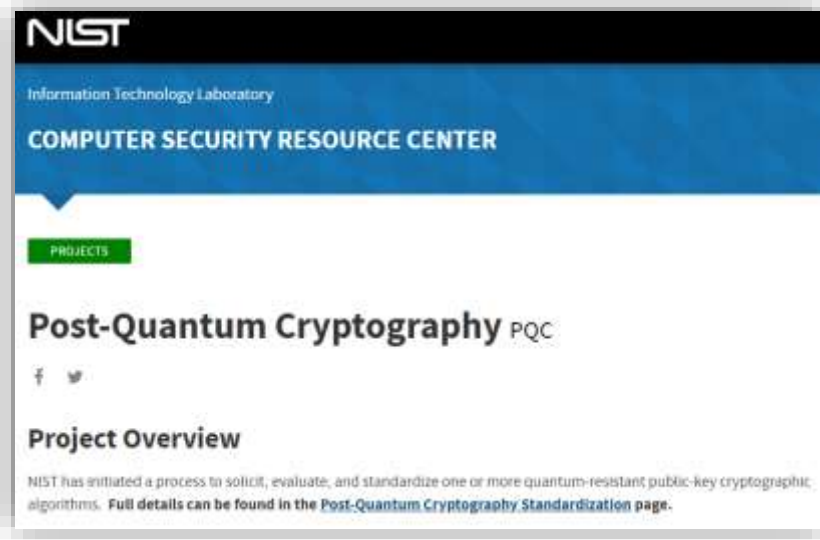 NIST
Information Technology Laboratory
COMPUTER SECURITY RESOURCE CENTER
PROJECTS
Post-Quantum Cryptography PQC
Project Overview
NIST has initiated a process to solicit, evaluate, and standardize one or more quantum-resistant public-key cryptographic
algorithms. Full details can be found in the Post-Quantum Cryptography Standardization page.